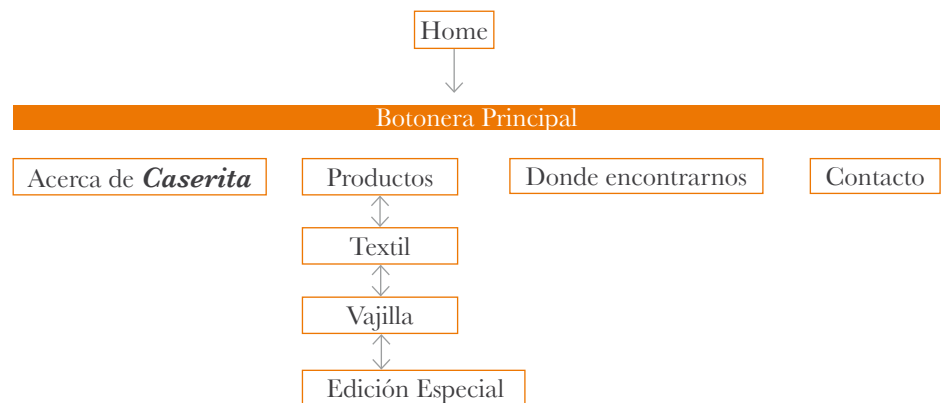 Home
Botonera Principal
Acerca de Caserita
Productos
Donde encontrarnos
Contacto
Textil
Vajilla
Edición Especial